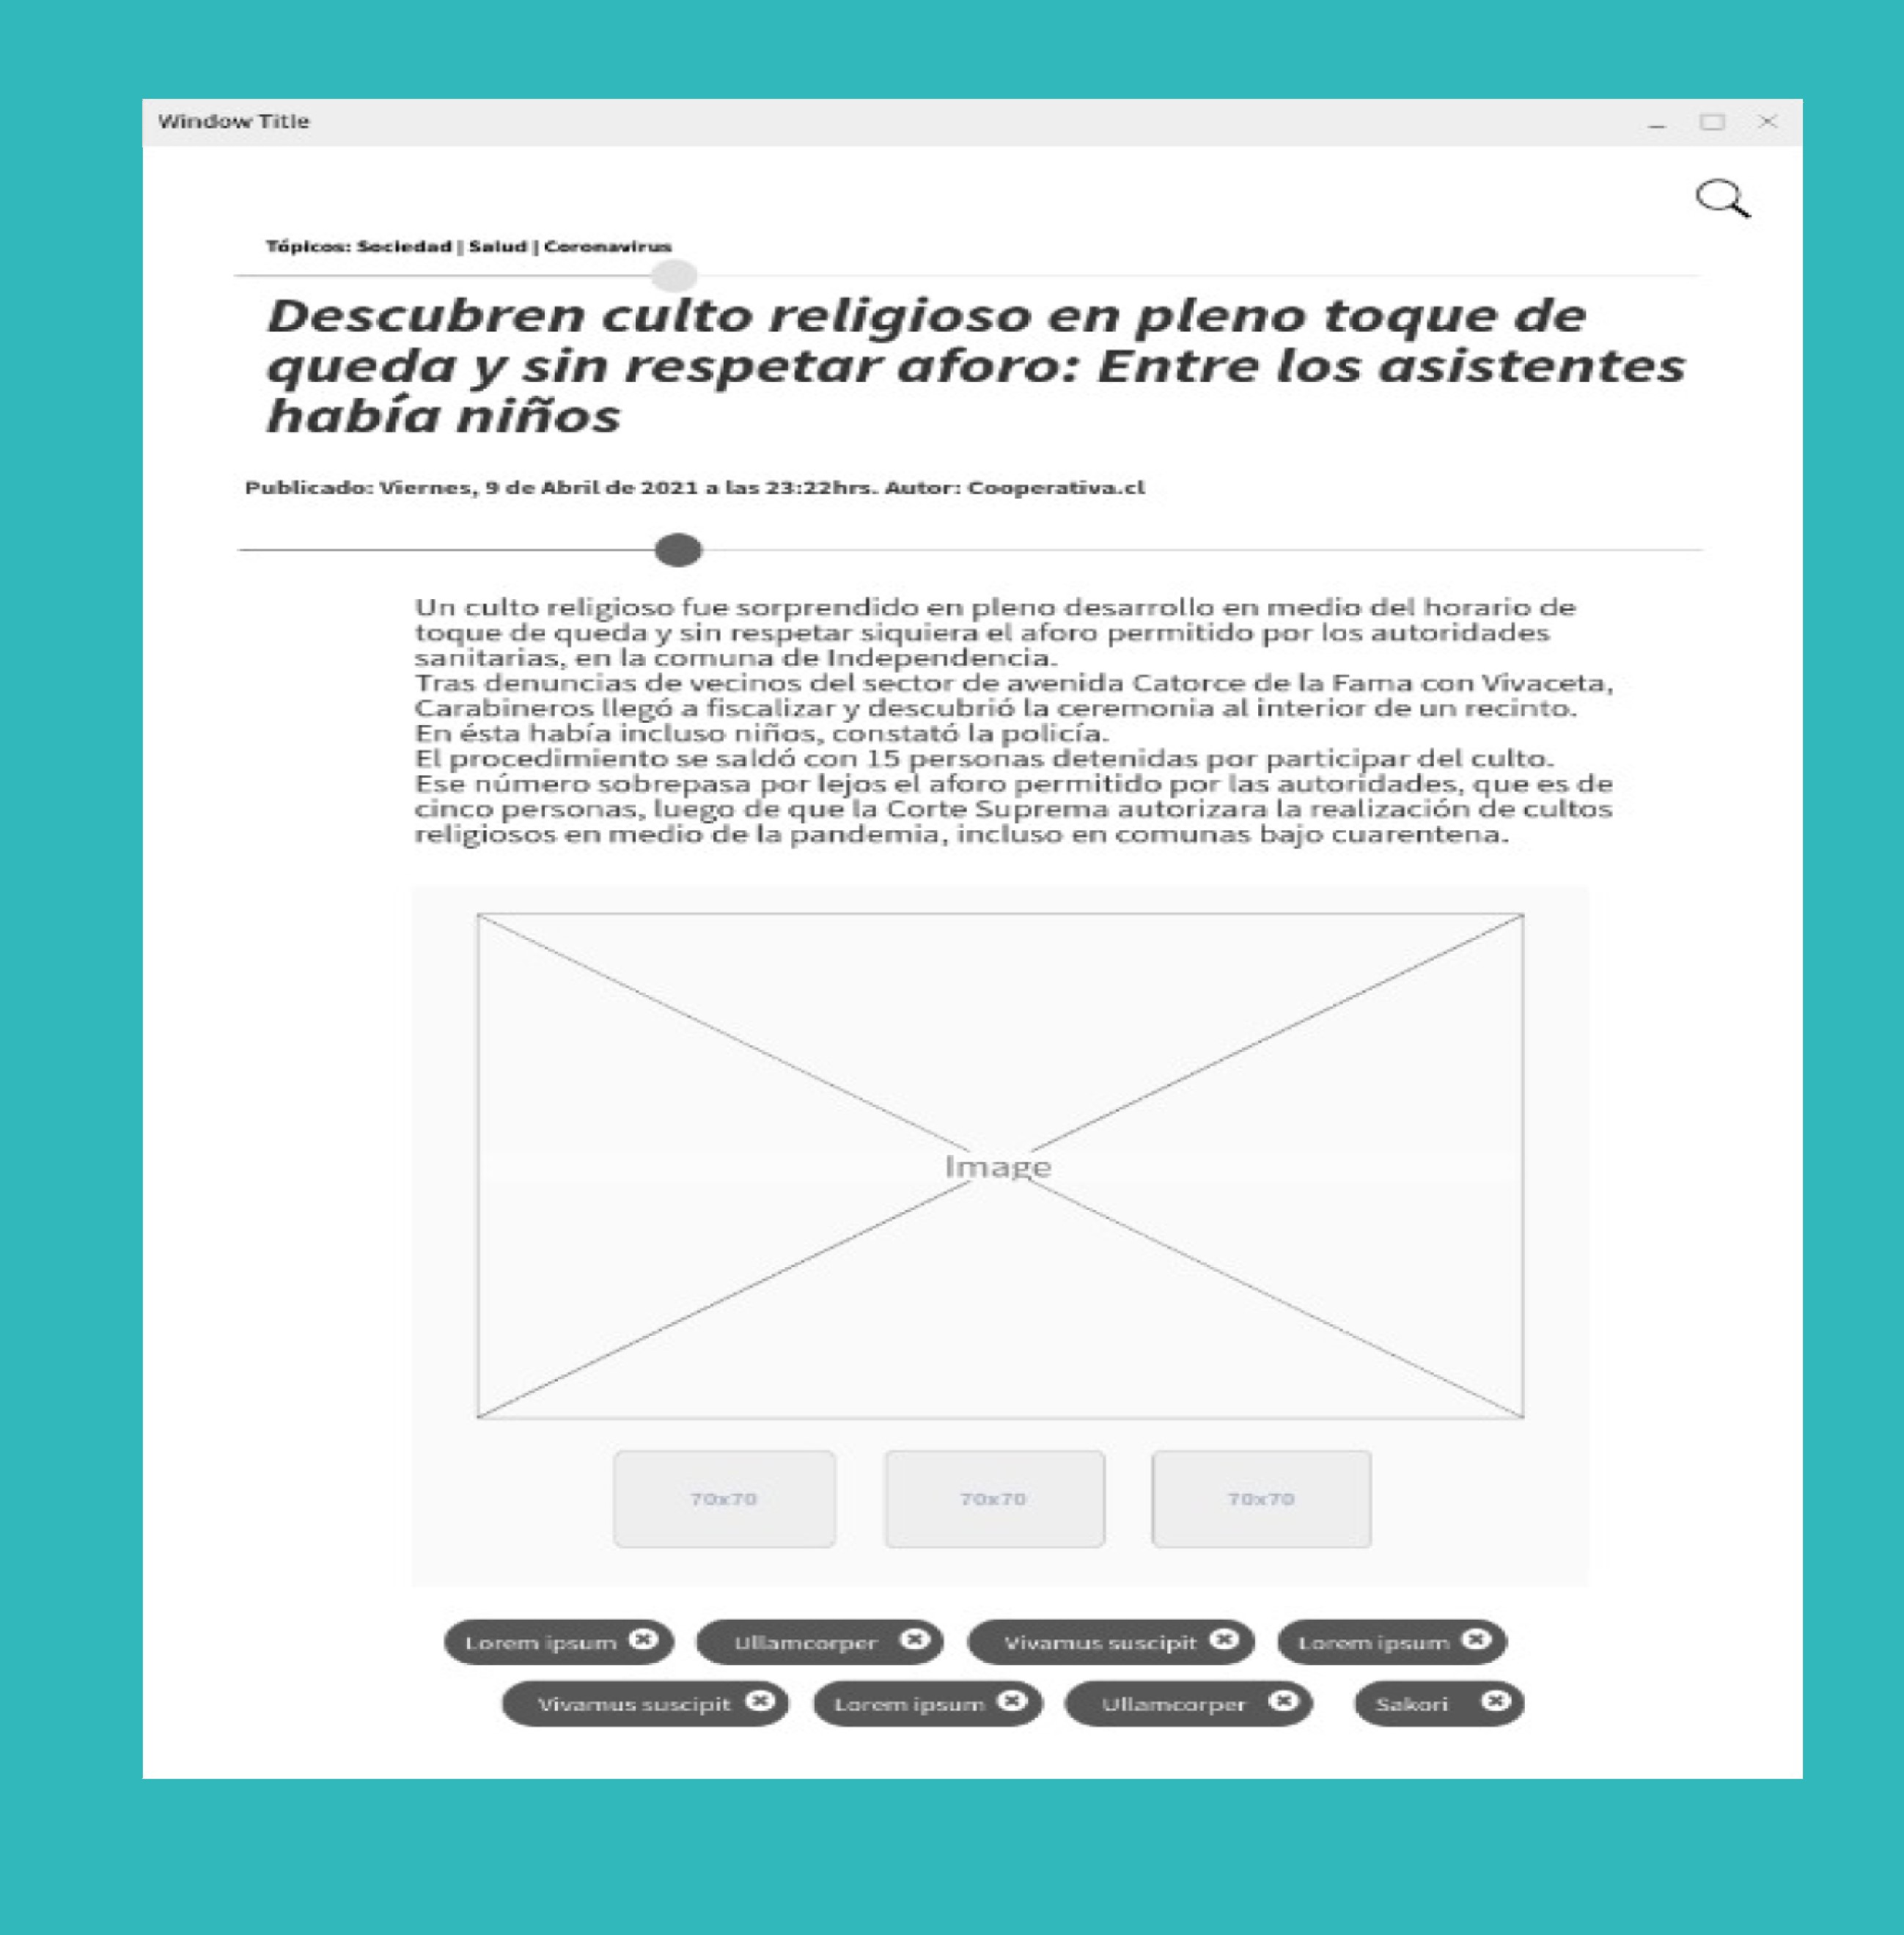 Window Title
Tópicos: Sociedad | Salud | Coronavirus
Descubren culto religioso en pleno toque de
queda y sin respetar aforo: Entre los asistentes
había niños
Publicado: Viernes, 9 de Abril de 2021 a las 23:22hrs. Autor: Cooperativa.cl
Un culto religioso fue sorprendido en pleno desarrollo en medio del horario de
toque de queda y sin respetar siquiera el aforo permitido por los autoridades
sanitarias, en la comuna de Independencia.
Tras denuncias de vecinos del sector de avenida Catorce de la Fama con Vivaceta,
Carabineros llegó a fiscalizar y descubrió la ceremonia al interior de un recinto.
En ésta había incluso niños, constató la policía.
El procedimiento se saldó con 15 personas detenidas por participar del culto.
Ese número sobrepasa por lejos el aforo permitido por las autoridades, que es de
cinco personas, luego de que la Corte Suprema autorizara la realización de cultos
religiosos en medio de la pandemia, incluso en comunas bajo cuarentena.
Image
70x70 70x70 70x70
Lorem ipsum Ullamcorper Vivamus suscipit Lorem ipsum
Vivamus suscipit Lorem ipsum Ullamcorper Sakori